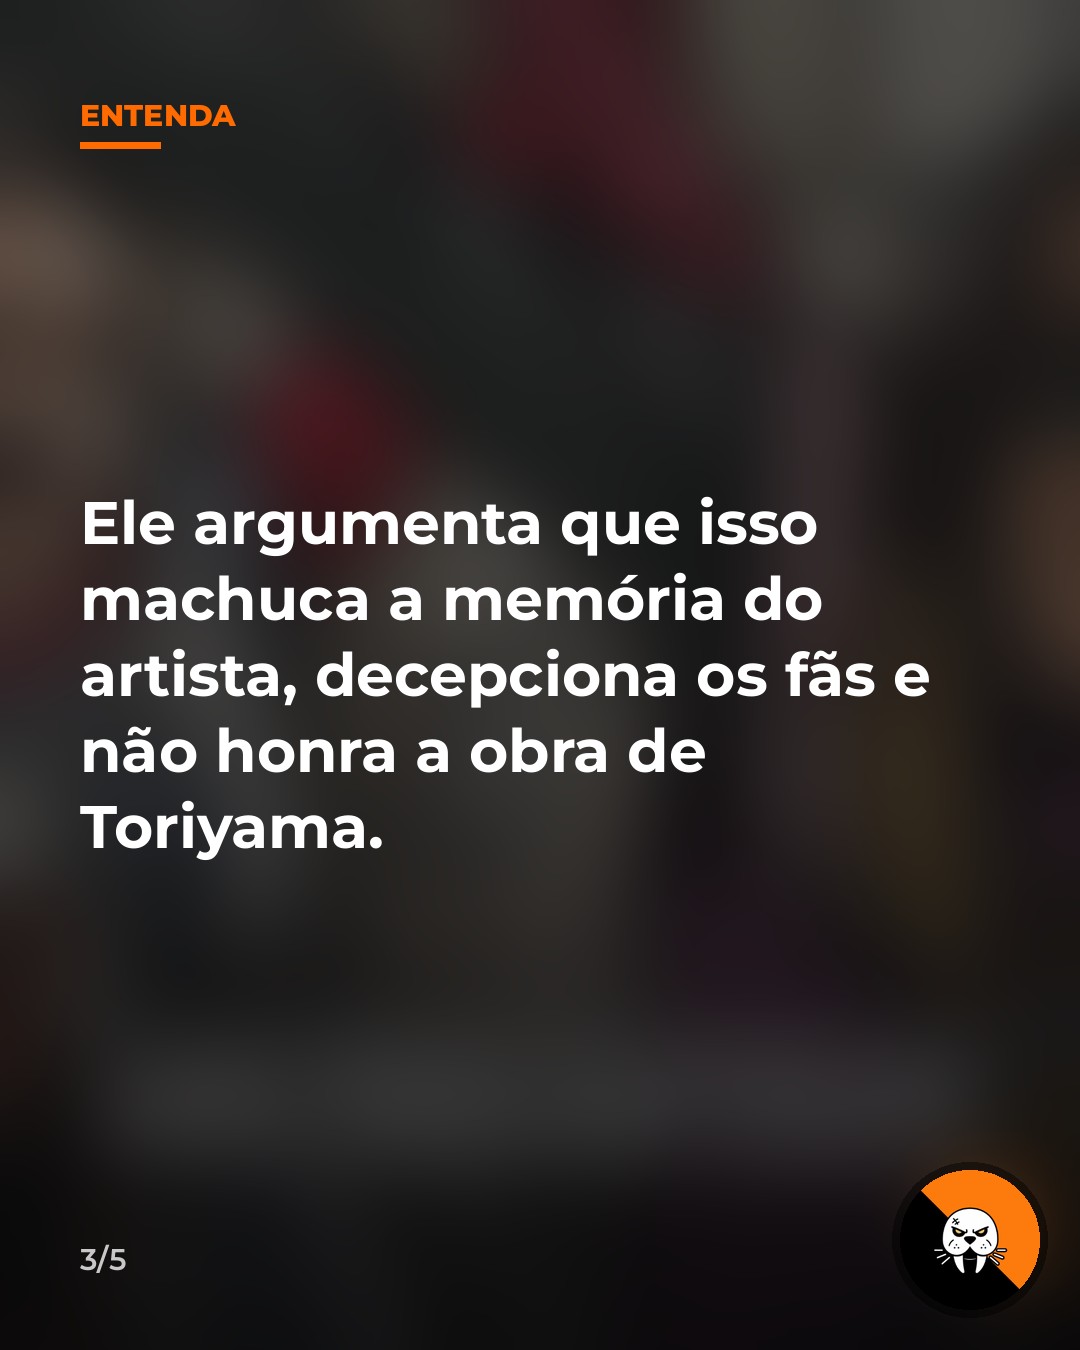 ENTENDA
Ele argumenta que isso
machuca a memória do
artista, decepciona os fãs e
não honra a obra de
Toriyama.
3/5